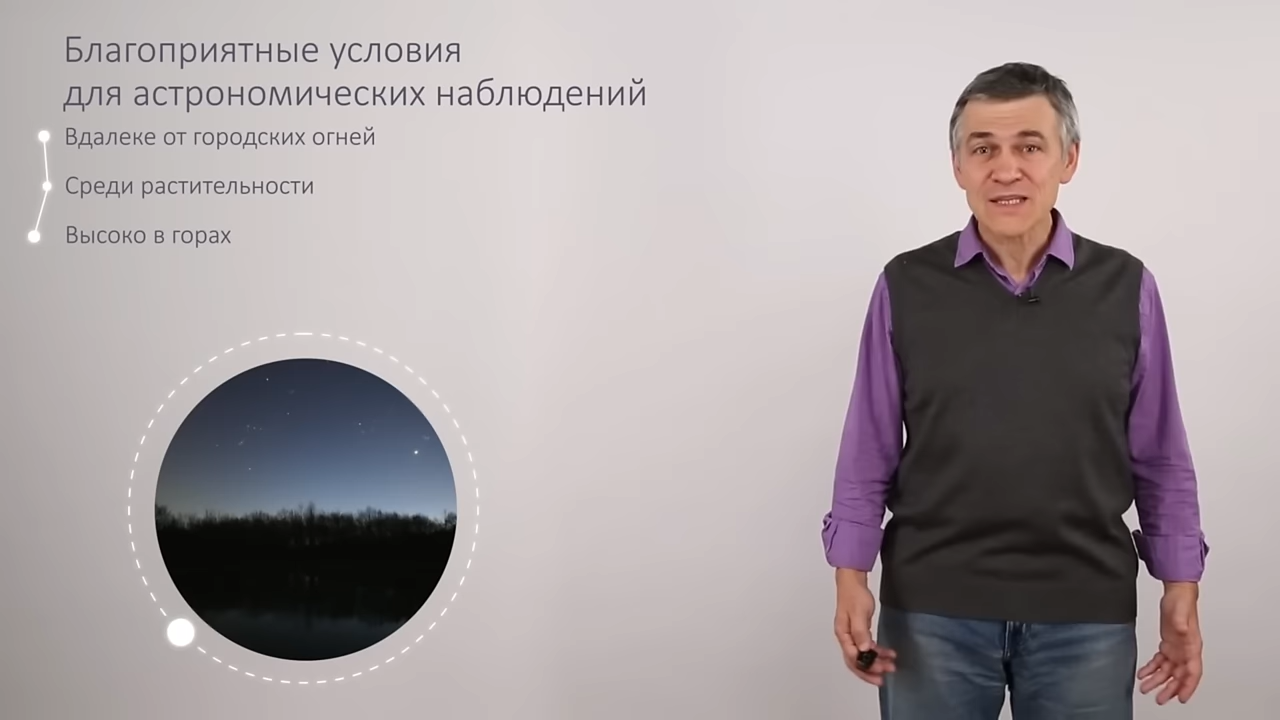 Благоприятные условия
для астрономических наблюдений
Вдалеке от городских огней
Среди растительности
Высоко в горах